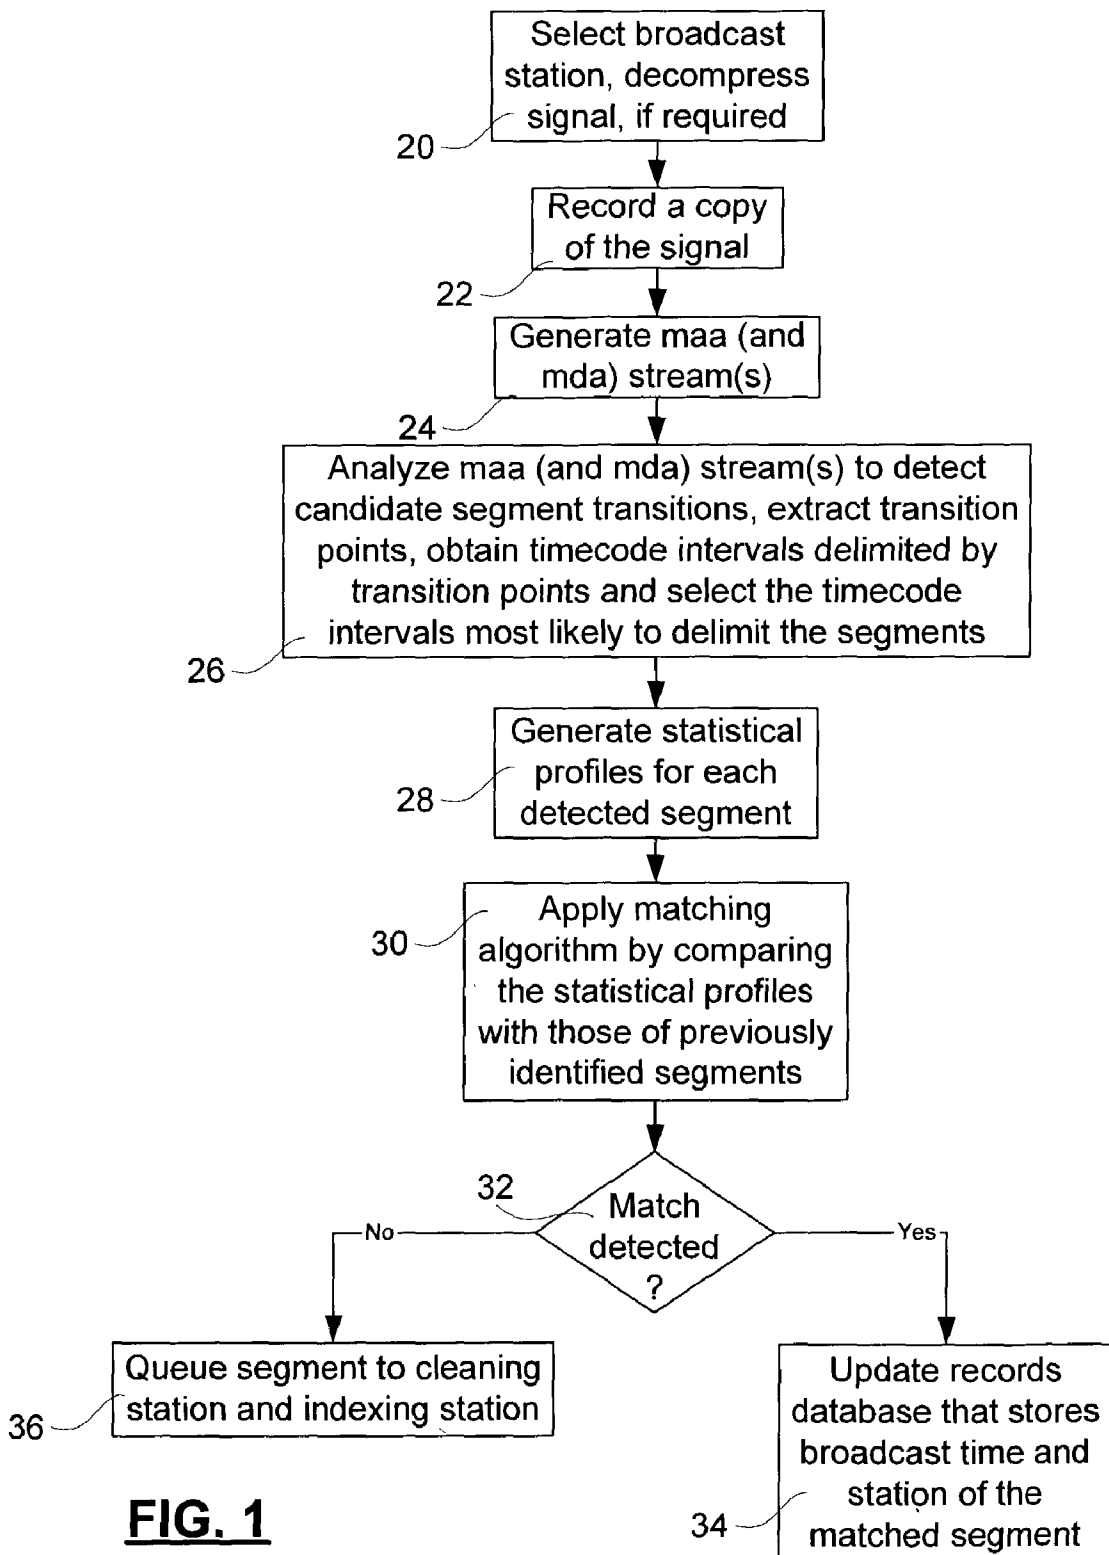 Select broadcast
station, decompress
signal, if required
20
Record a copy
of the signal
22
Generate maa (and
mda) stream(s)
24
Analyze maa (and mda) stream(s) to detect
candidate segment transitions, extract transition
points, obtain timecode intervals delimited by
transition points and select the timecode
intervals most likely to delimit the segments
26
Generate statistical
profiles for each
detected segment
28
Apply matching
algorithm by comparing
the statistical profiles
with those of previously
identified segments
30
32
Match
detected
?
No
Yes
Queue segment to cleaning
station and indexing station
36
Update records
database that stores
broadcast time and
station of the
matched segment
34
FIG. 1